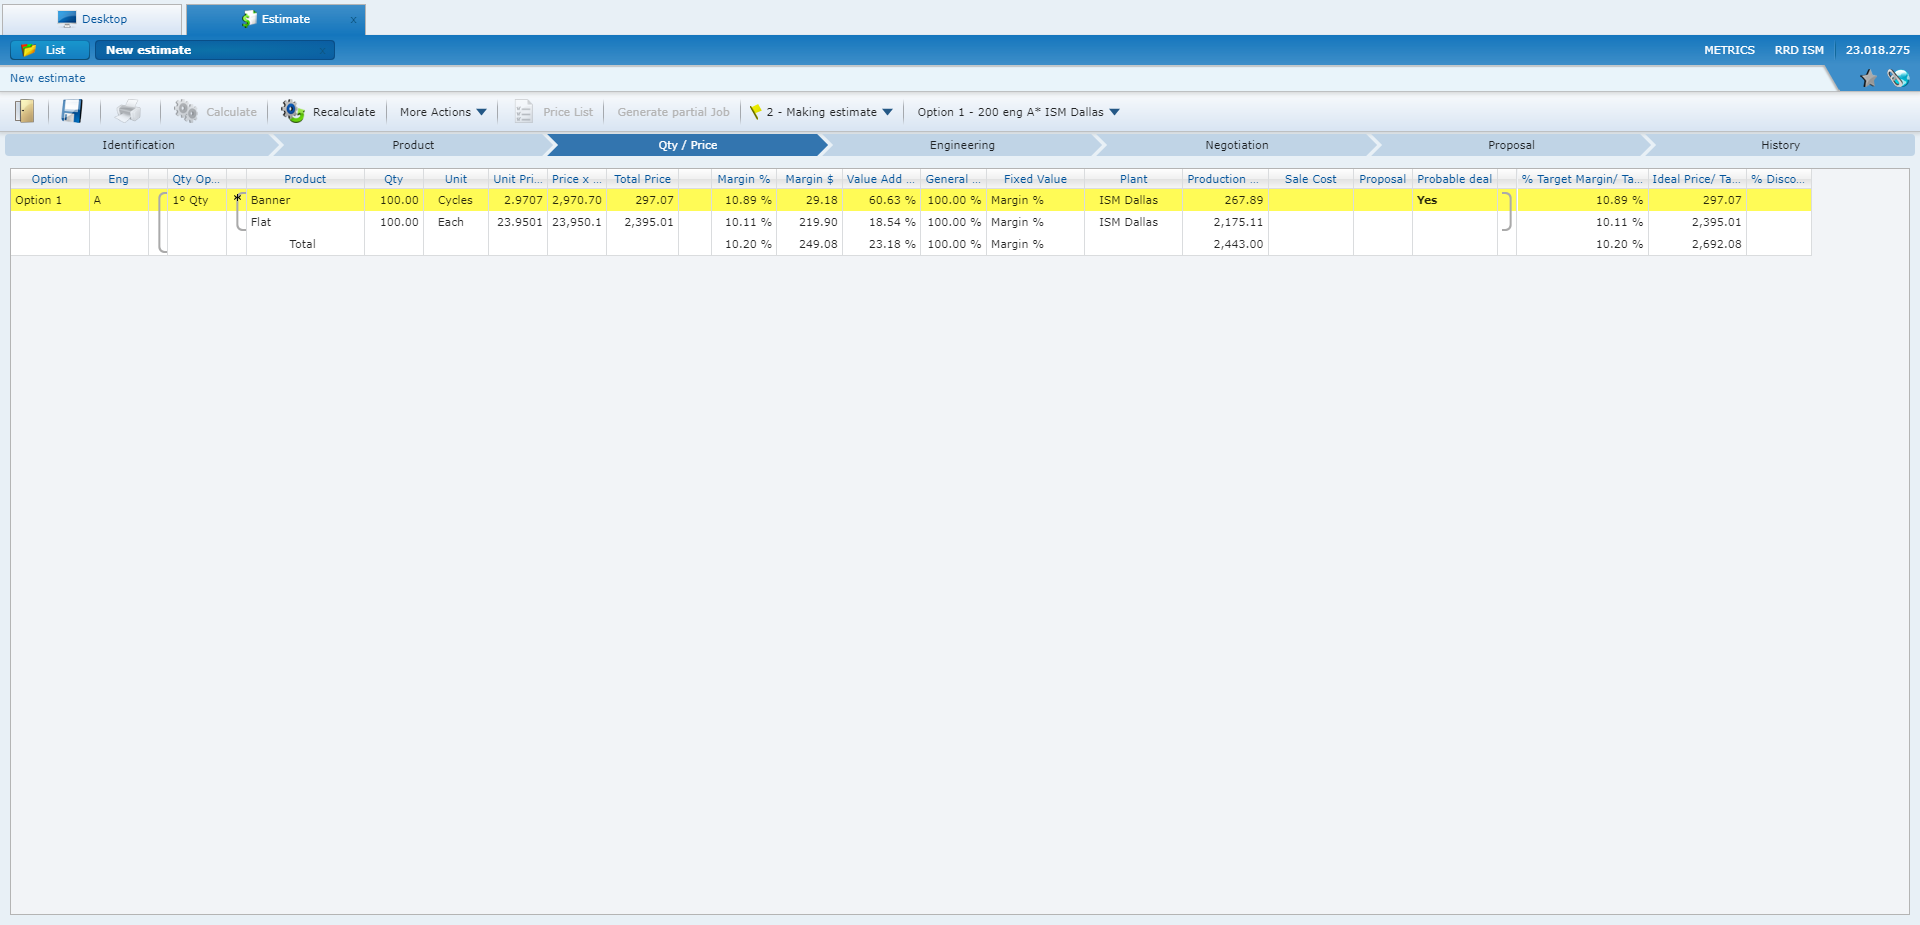 Desktop
Estimate x
List New estimate x METRICS RRD ISM 23.018.275
New estimate
Calculate Recalculate More Actions Price List Generate partial Job 2 - Making estimate Option 1 - 200 eng A* ISM Dallas
Identification Product Qty / Price Engineering Negotiation Proposal History
Option Eng Qty Op... Product Qty Unit Unit Pri... Price x ... Total Price Margin % Margin $ Value Add ... General ... Fixed Value Plant Production ... Sale Cost Proposal Probable deal % Target Margin/ Ta... Ideal Price/ Ta... % Disco...
Option 1 A 1º Qty * Banner 100.00 Cycles 2.9707 2,970.70 297.07 10.89 % 29.18 60.63 % 100.00 % Margin % ISM Dallas 267.89 Yes 10.89 % 297.07
Flat 100.00 Each 23.9501 23,950.1 2,395.01 10.11 % 219.90 18.54 % 100.00 % Margin % ISM Dallas 2,175.11 10.11 % 2,395.01
Total 10.20 % 249.08 23.18 % 100.00 % Margin % 2,443.00 10.20 % 2,692.08